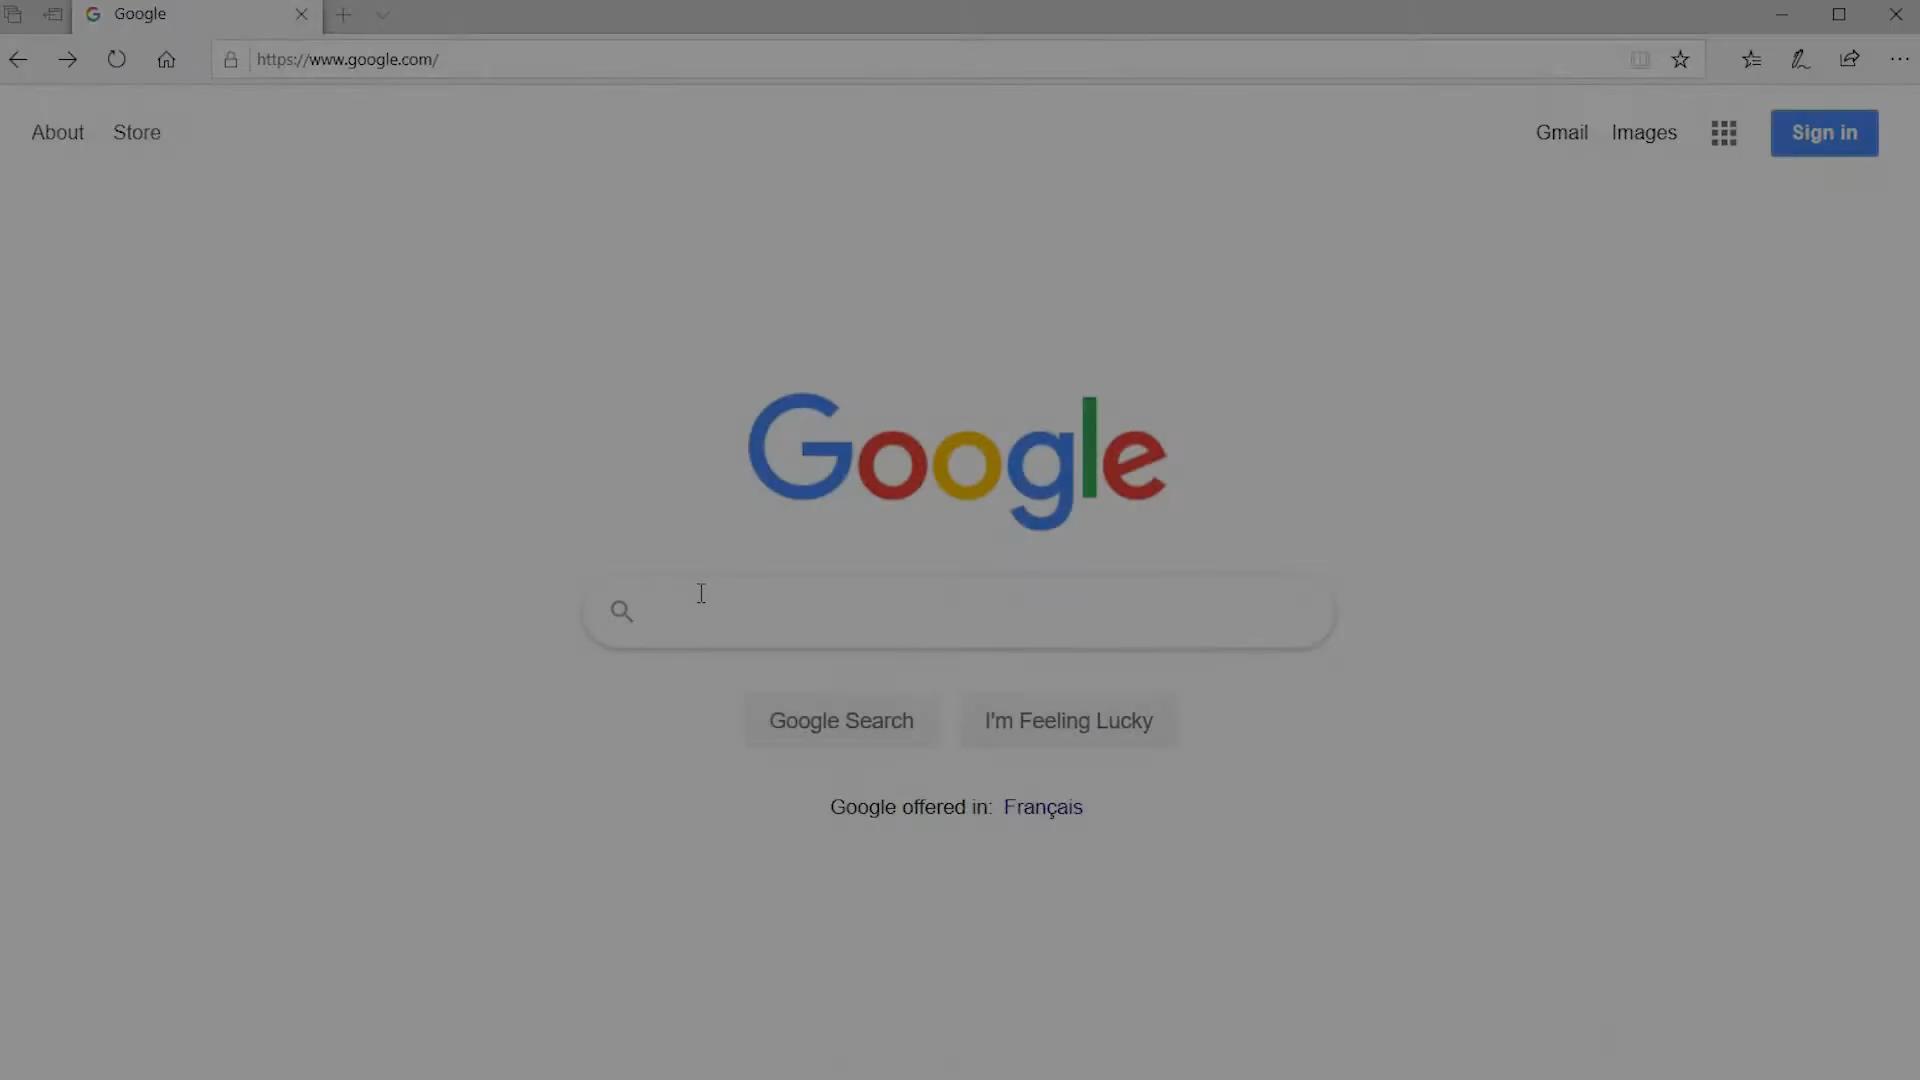 Google
https://www.google.com/
About Store Gmail Images Sign in
Google
Google Search I'm Feeling Lucky
Google offered in: Français